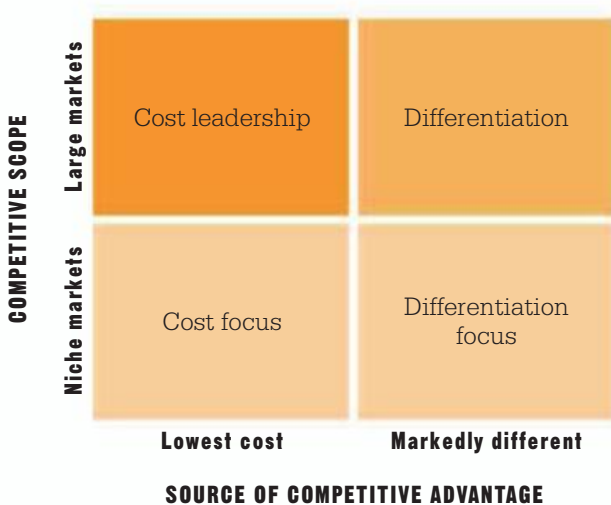 COMPETITIVE SCOPE
Large markets
Cost leadership
Differentiation
Niche markets
Cost focus
Differentiation
focus
Lowest cost
Markedly different
SOURCE OF COMPETITIVE ADVANTAGE